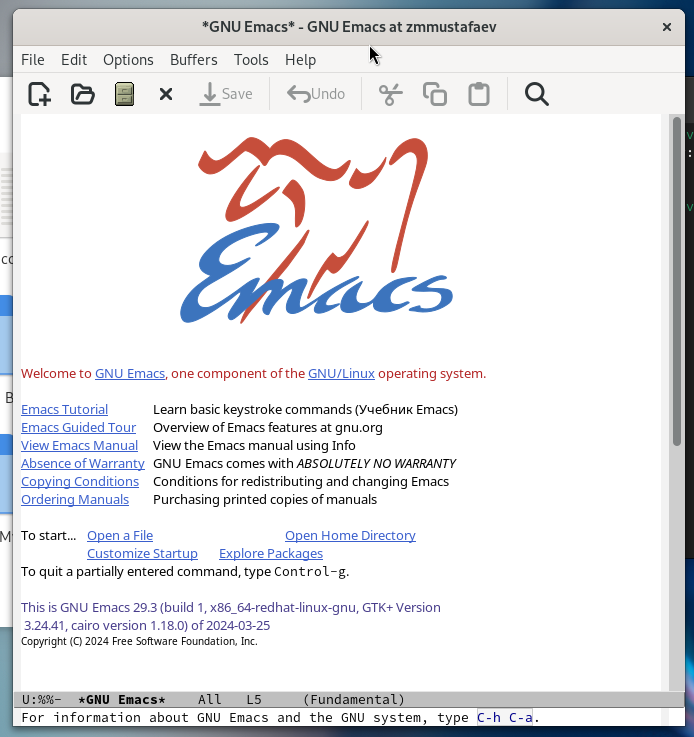 *GNU Emacs* - GNU Emacs at zmmustafaev
File Edit Options Buffers Tools Help
Save Undo
Emacs
Welcome to GNU Emacs, one component of the GNU/Linux operating system.
Emacs Tutorial Learn basic keystroke commands (Учебник Emacs)
Emacs Guided Tour Overview of Emacs features at gnu.org
View Emacs Manual View the Emacs manual using Info
Absence of Warranty GNU Emacs comes with ABSOLUTELY NO WARRANTY
Copying Conditions Conditions for redistributing and changing Emacs
Ordering Manuals Purchasing printed copies of manuals
To start... Open a File Open Home Directory
Customize Startup Explore Packages
To quit a partially entered command, type Control-g.
This is GNU Emacs 29.3 (build 1, x86_64-redhat-linux-gnu, GTK+ Version
3.24.41, cairo version 1.18.0) of 2024-03-25
Copyright (C) 2024 Free Software Foundation, Inc.
U:%%- *GNU Emacs* All L5 (Fundamental)
For information about GNU Emacs and the GNU system, type C-h C-a.